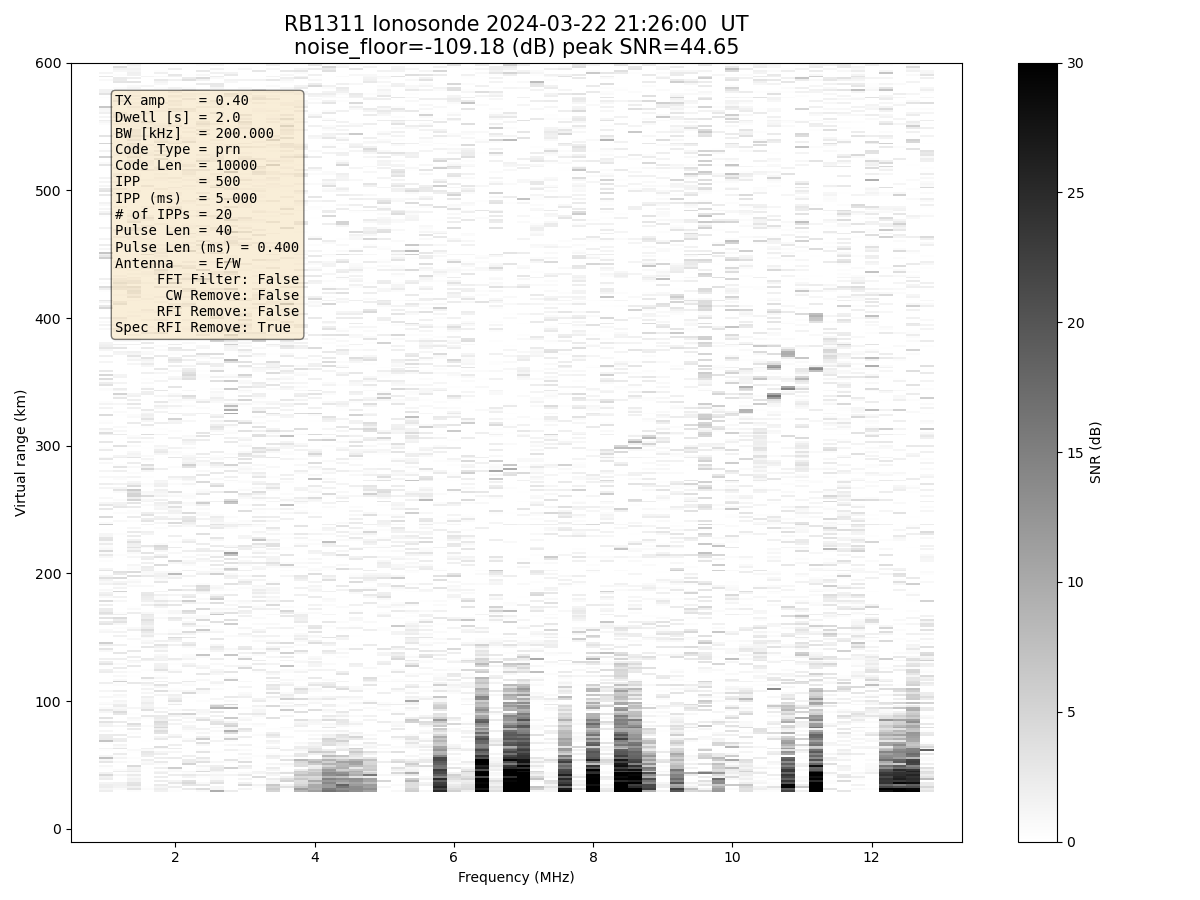 RB1311 Ionosonde 2024-03-22 21:26:00  UT
noise_floor=-109.18 (dB) peak SNR=44.65
TX amp    = 0.40
Dwell [s] = 2.0
BW [kHz]  = 200.000
Code Type = prn
Code Len  = 10000
IPP       = 500
IPP (ms)  = 5.000
# of IPPs = 20
Pulse Len = 40
Pulse Len (ms) = 0.400
Antenna   = E/W
FFT Filter: False
CW Remove: False
RFI Remove: False
Spec RFI Remove: True
600
500
400
300
200
100
0
Virtual range (km)
2 4 6 8 10 12
Frequency (MHz)
30
25
20
15
10
5
0
SNR (dB)